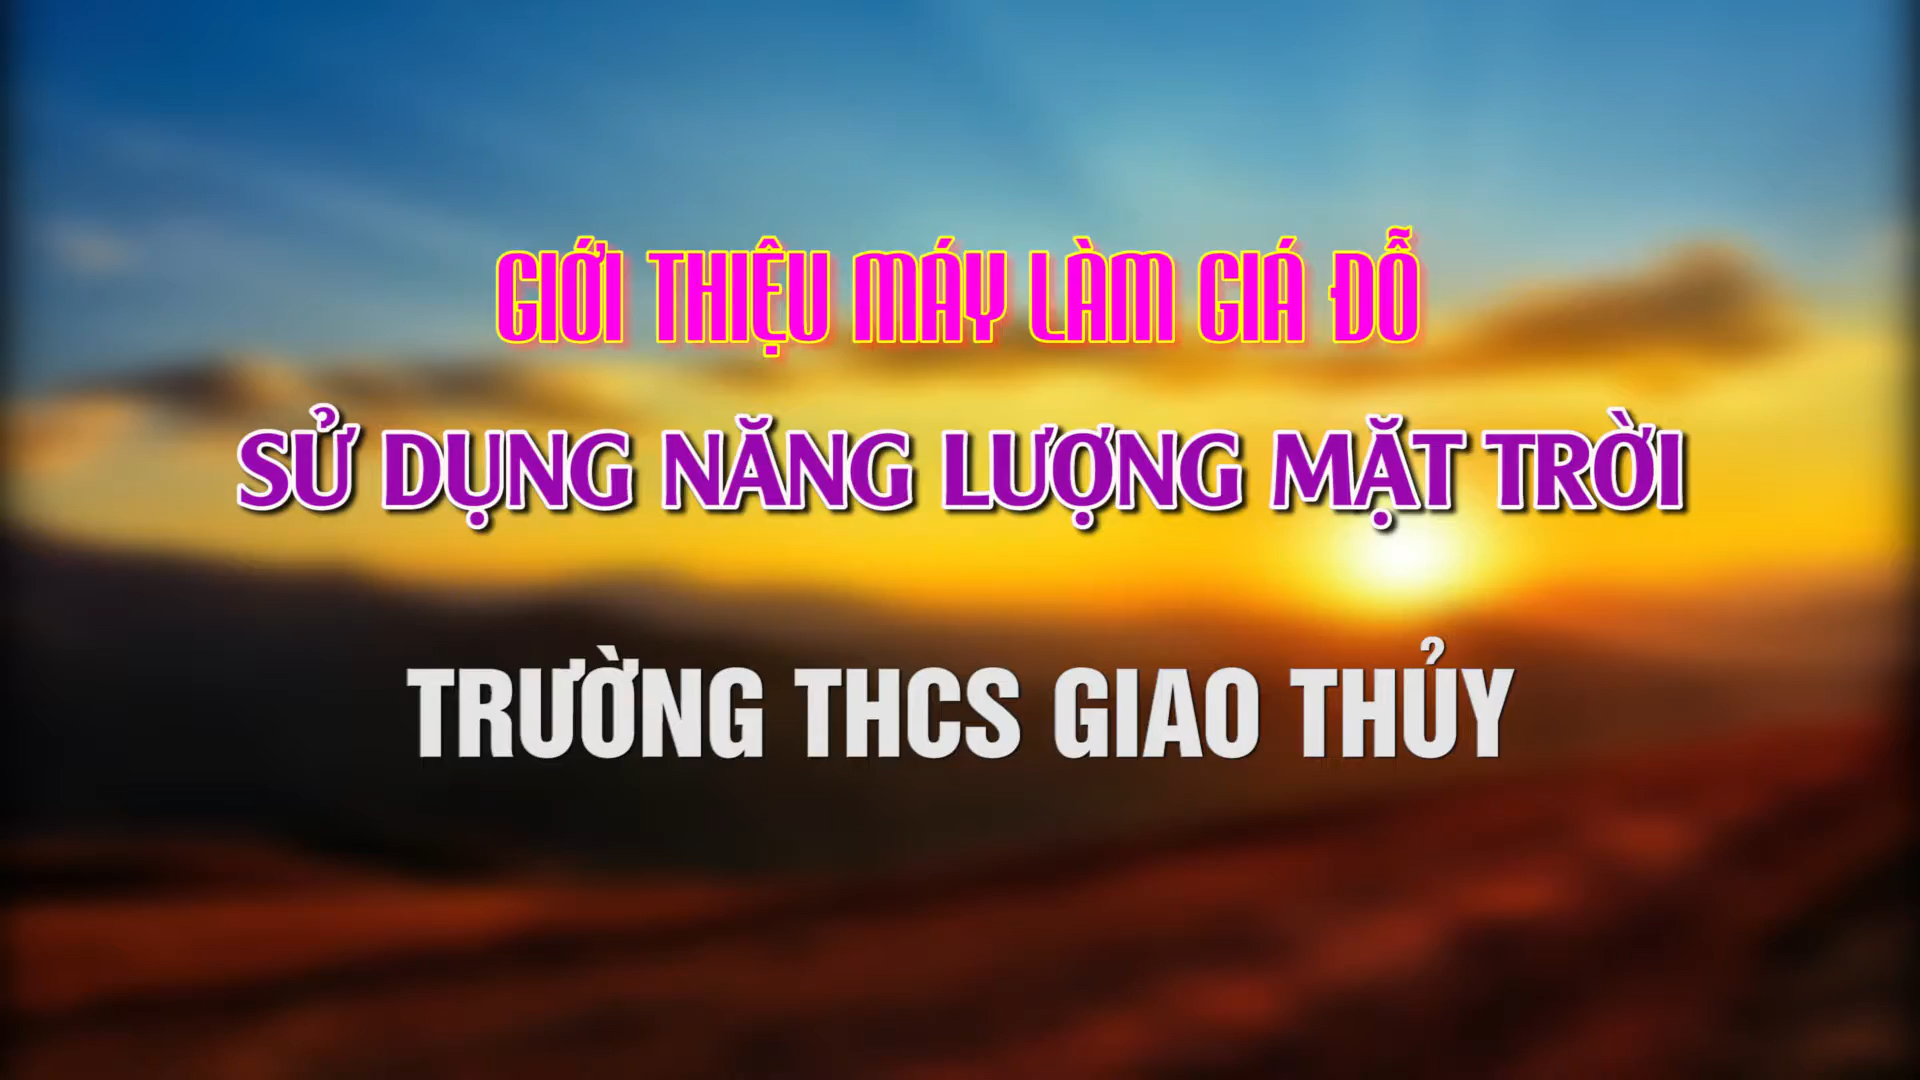 GIỚI THIỆU MÁY LÀM GIÁ ĐỖ
SỬ DỤNG NĂNG LƯỢNG MẶT TRỜI
TRƯỜNG THCS GIAO THỦY